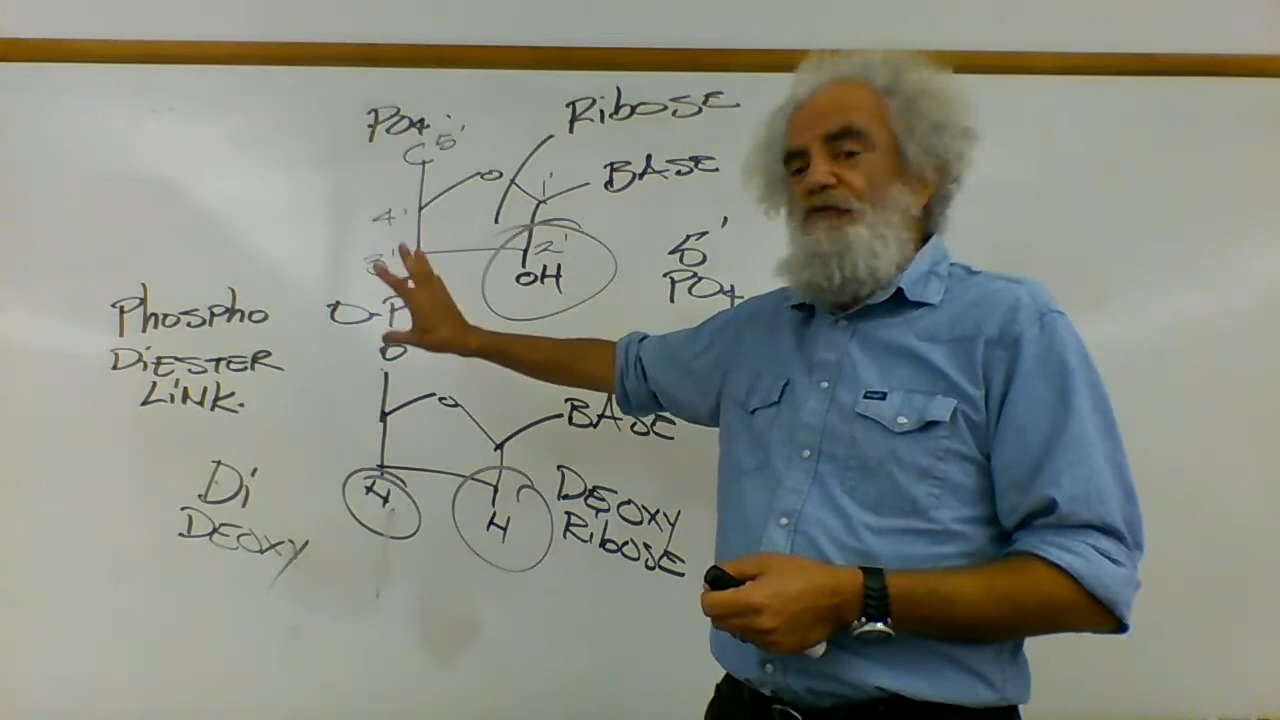 Ribose
PO4
5'
C
O
1'
BASE
4'
3'
2'
OH
5'
PO4
Phospho
DiESTER
LiNK.
O-P
O
O
BASE
Di
DEOXY
H
H
DEOXY
RiBOSE